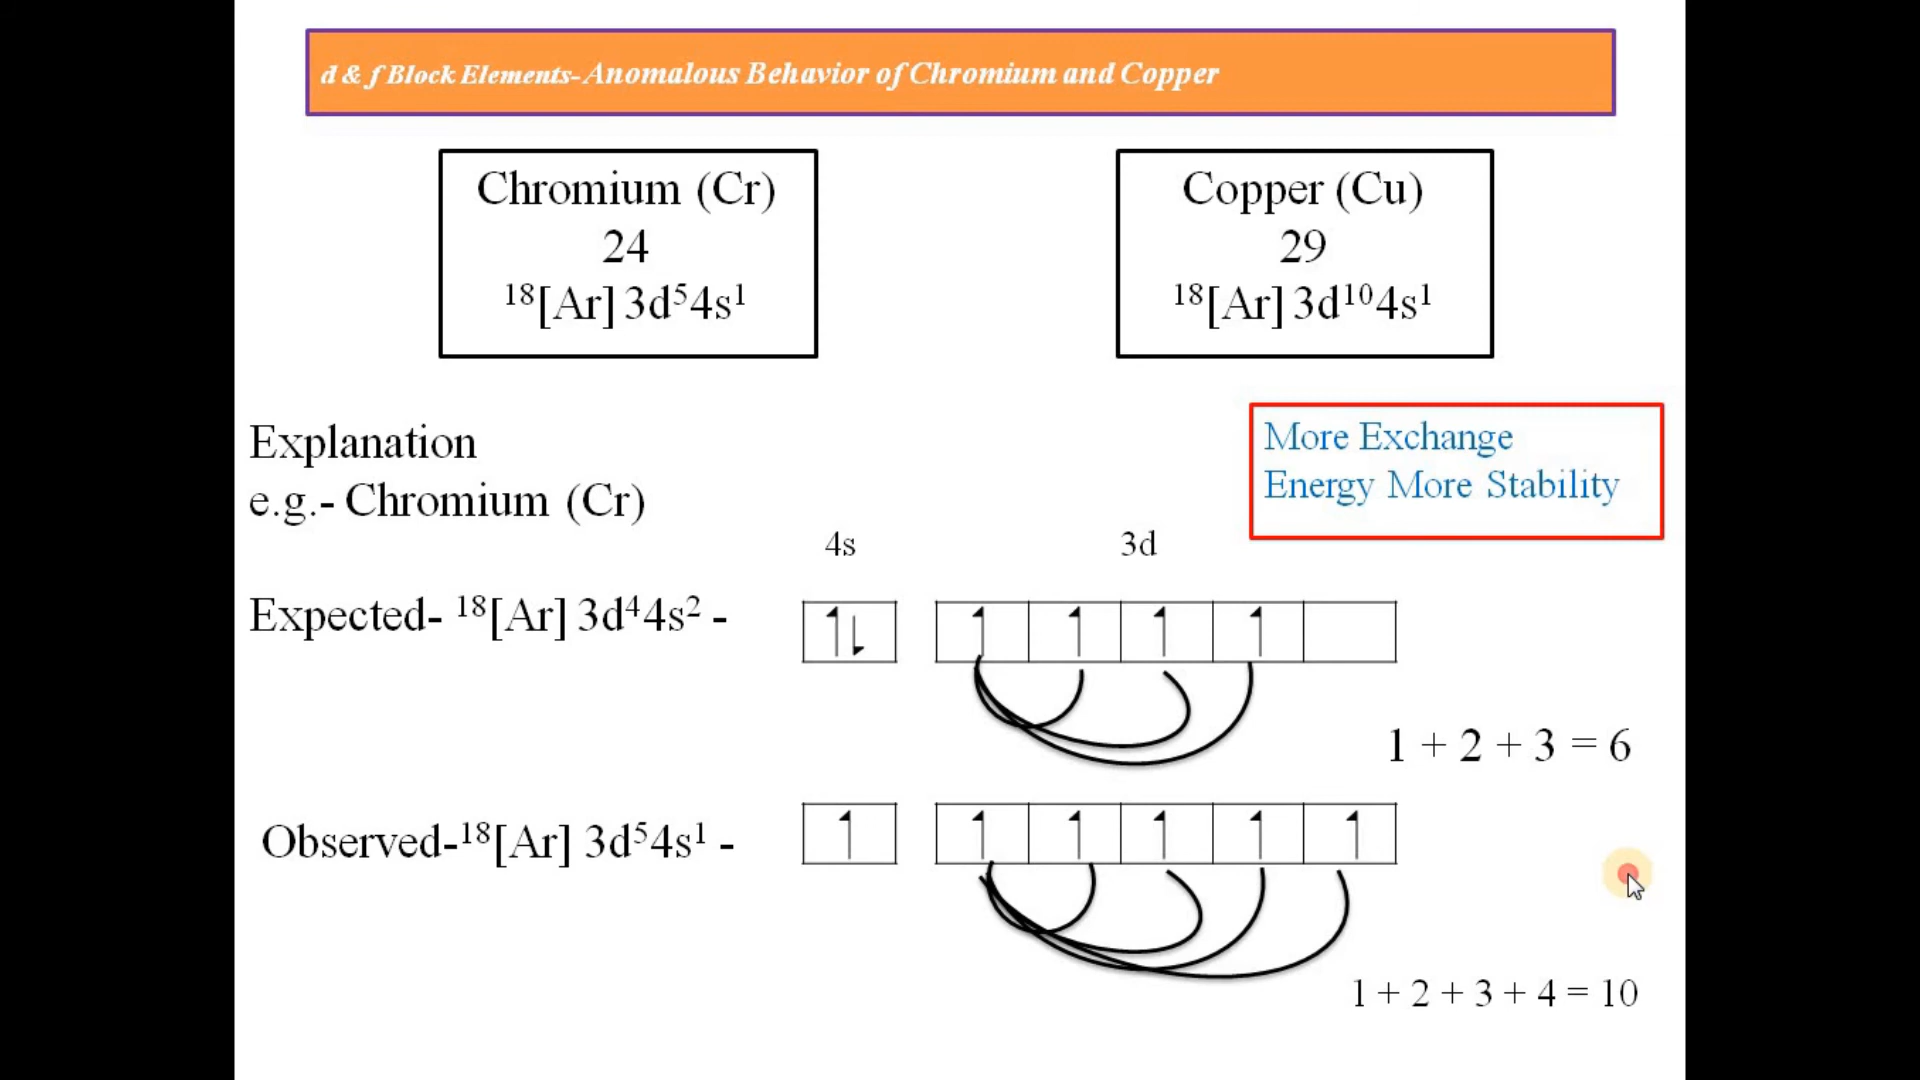 d & f Block Elements-Anomalous Behavior of Chromium and Copper
Chromium (Cr)
24
¹⁸[Ar] 3d⁵4s¹
Copper (Cu)
29
¹⁸[Ar] 3d¹⁰4s¹
Explanation
e.g.- Chromium (Cr)
More Exchange
Energy More Stability
4s 3d
Expected- ¹⁸[Ar] 3d⁴4s² -
1 + 2 + 3 = 6
Observed-¹⁸[Ar] 3d⁵4s¹ -
1 + 2 + 3 + 4 = 10